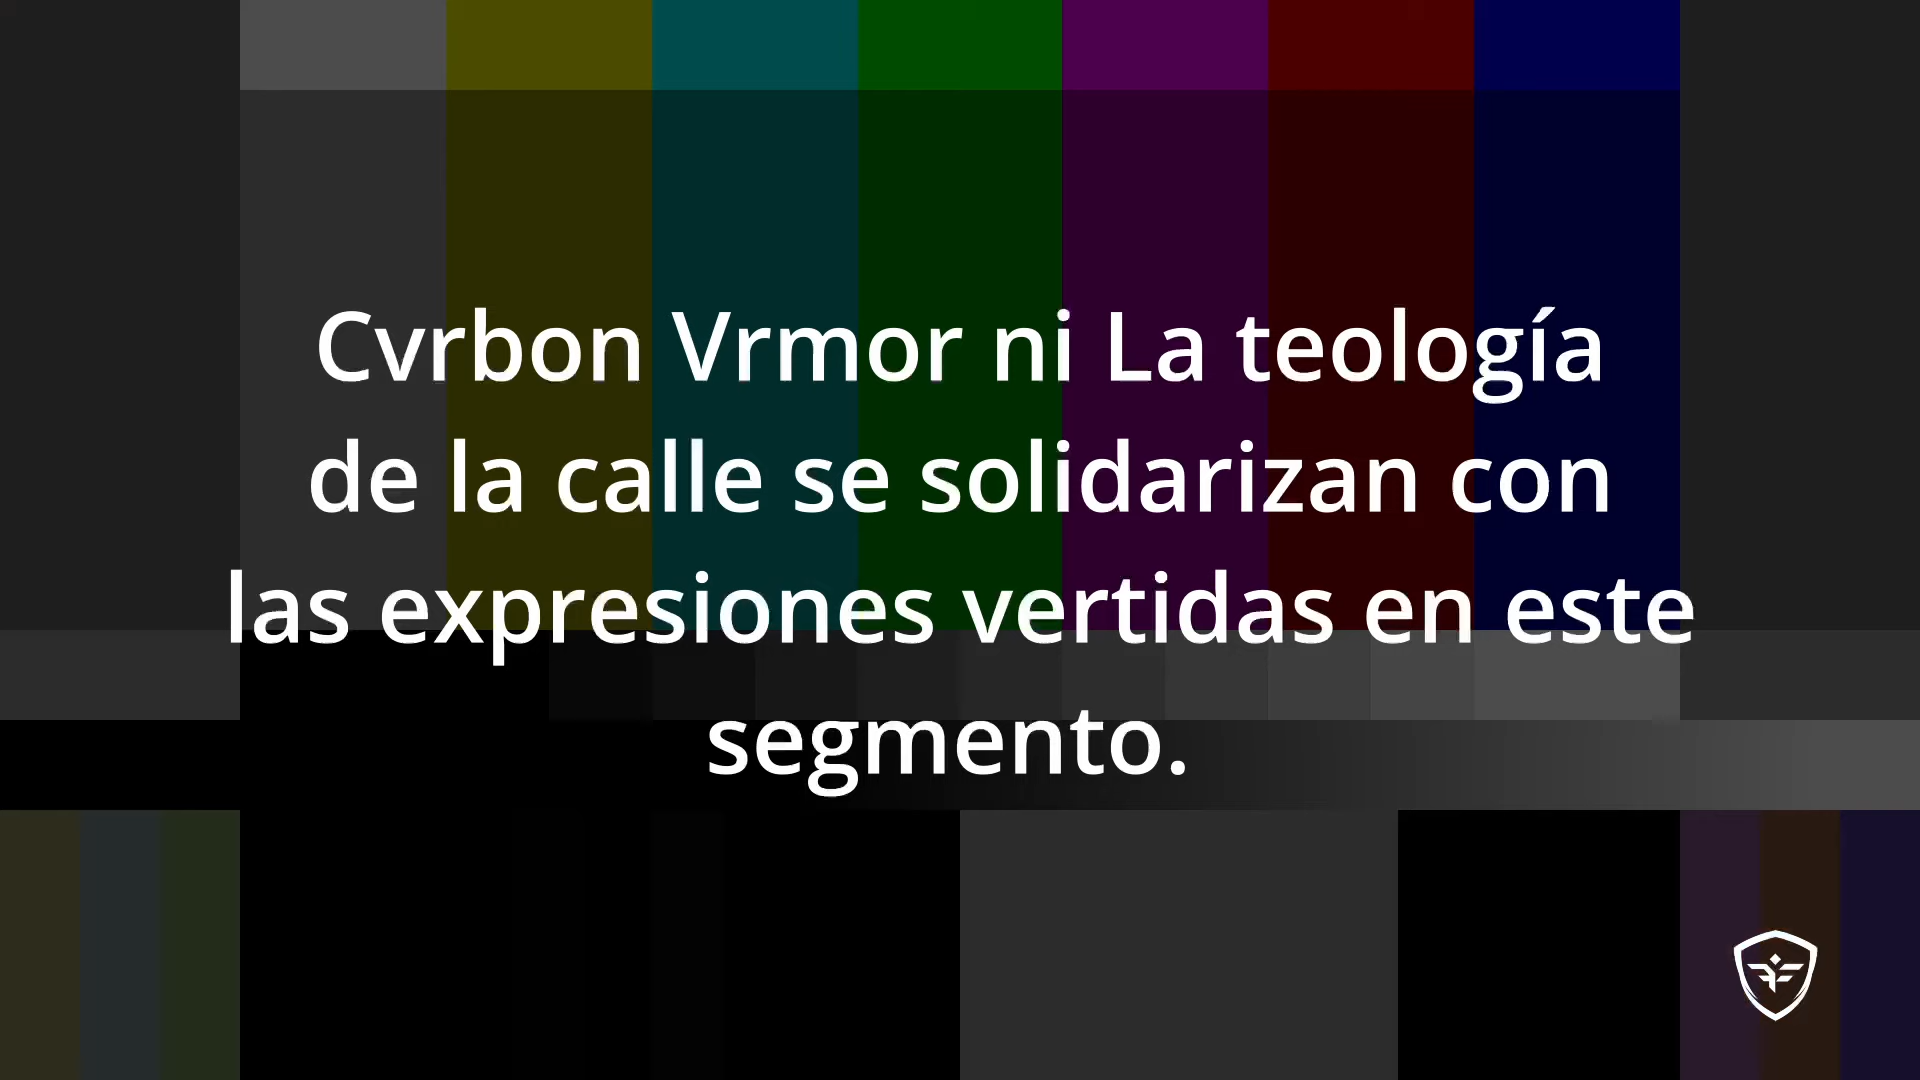 Cvrbon Vrmor ni La teología
de la calle se solidarizan con
las expresiones vertidas en este
segmento.